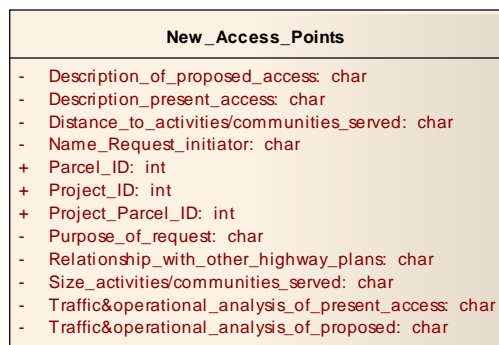 New_Access_Points
- Description_of_proposed_access: char
- Description_present_access: char
- Distance_to_activities/communities_served: char
- Name_Request_initiator: char
+ Parcel_ID: int
+ Project_ID: int
+ Project_Parcel_ID: int
- Purpose_of_request: char
- Relationship_with_other_highway_plans: char
- Size_activities/communities_served: char
- Traffic&operational_analysis_of_present_access: char
- Traffic&operational_analysis_of_proposed: char